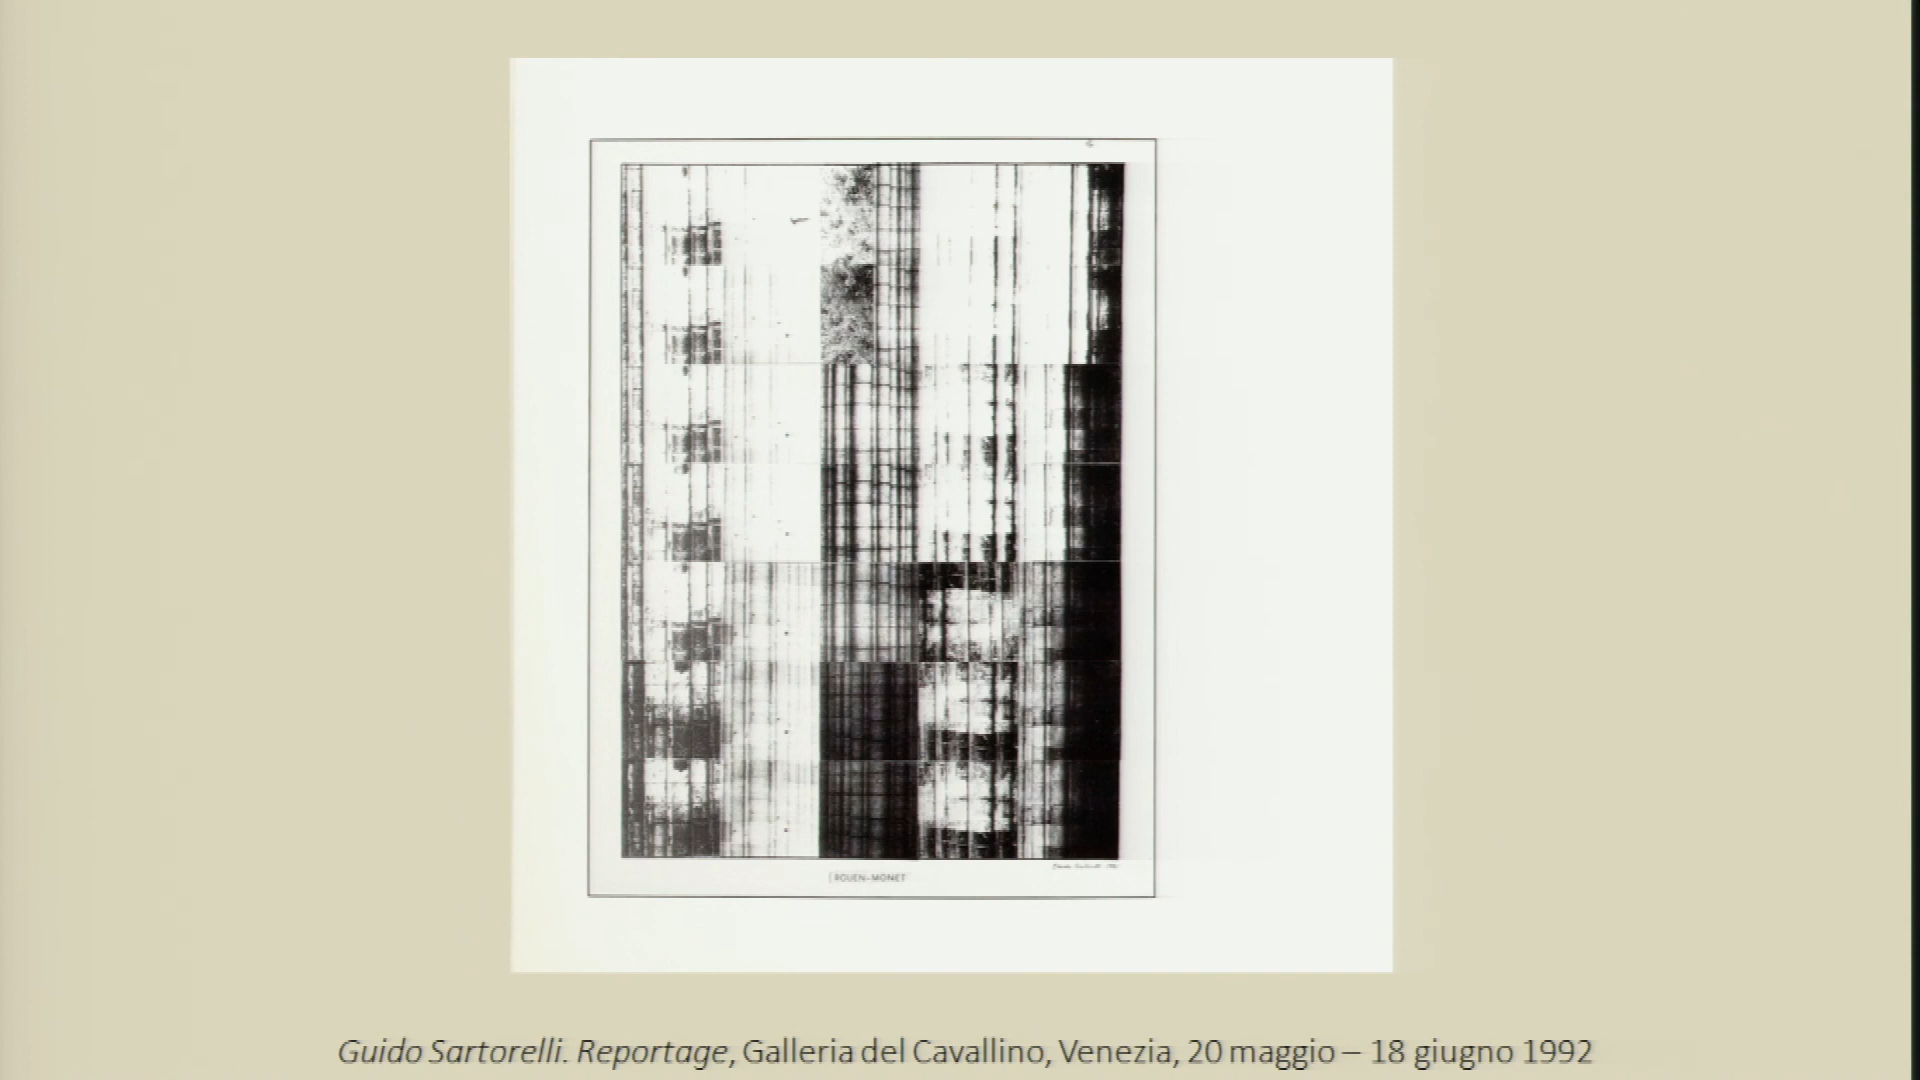 ROUEN-MONET
Guido Sartorelli. Reportage, Galleria del Cavallino, Venezia, 20 maggio – 18 giugno 1992